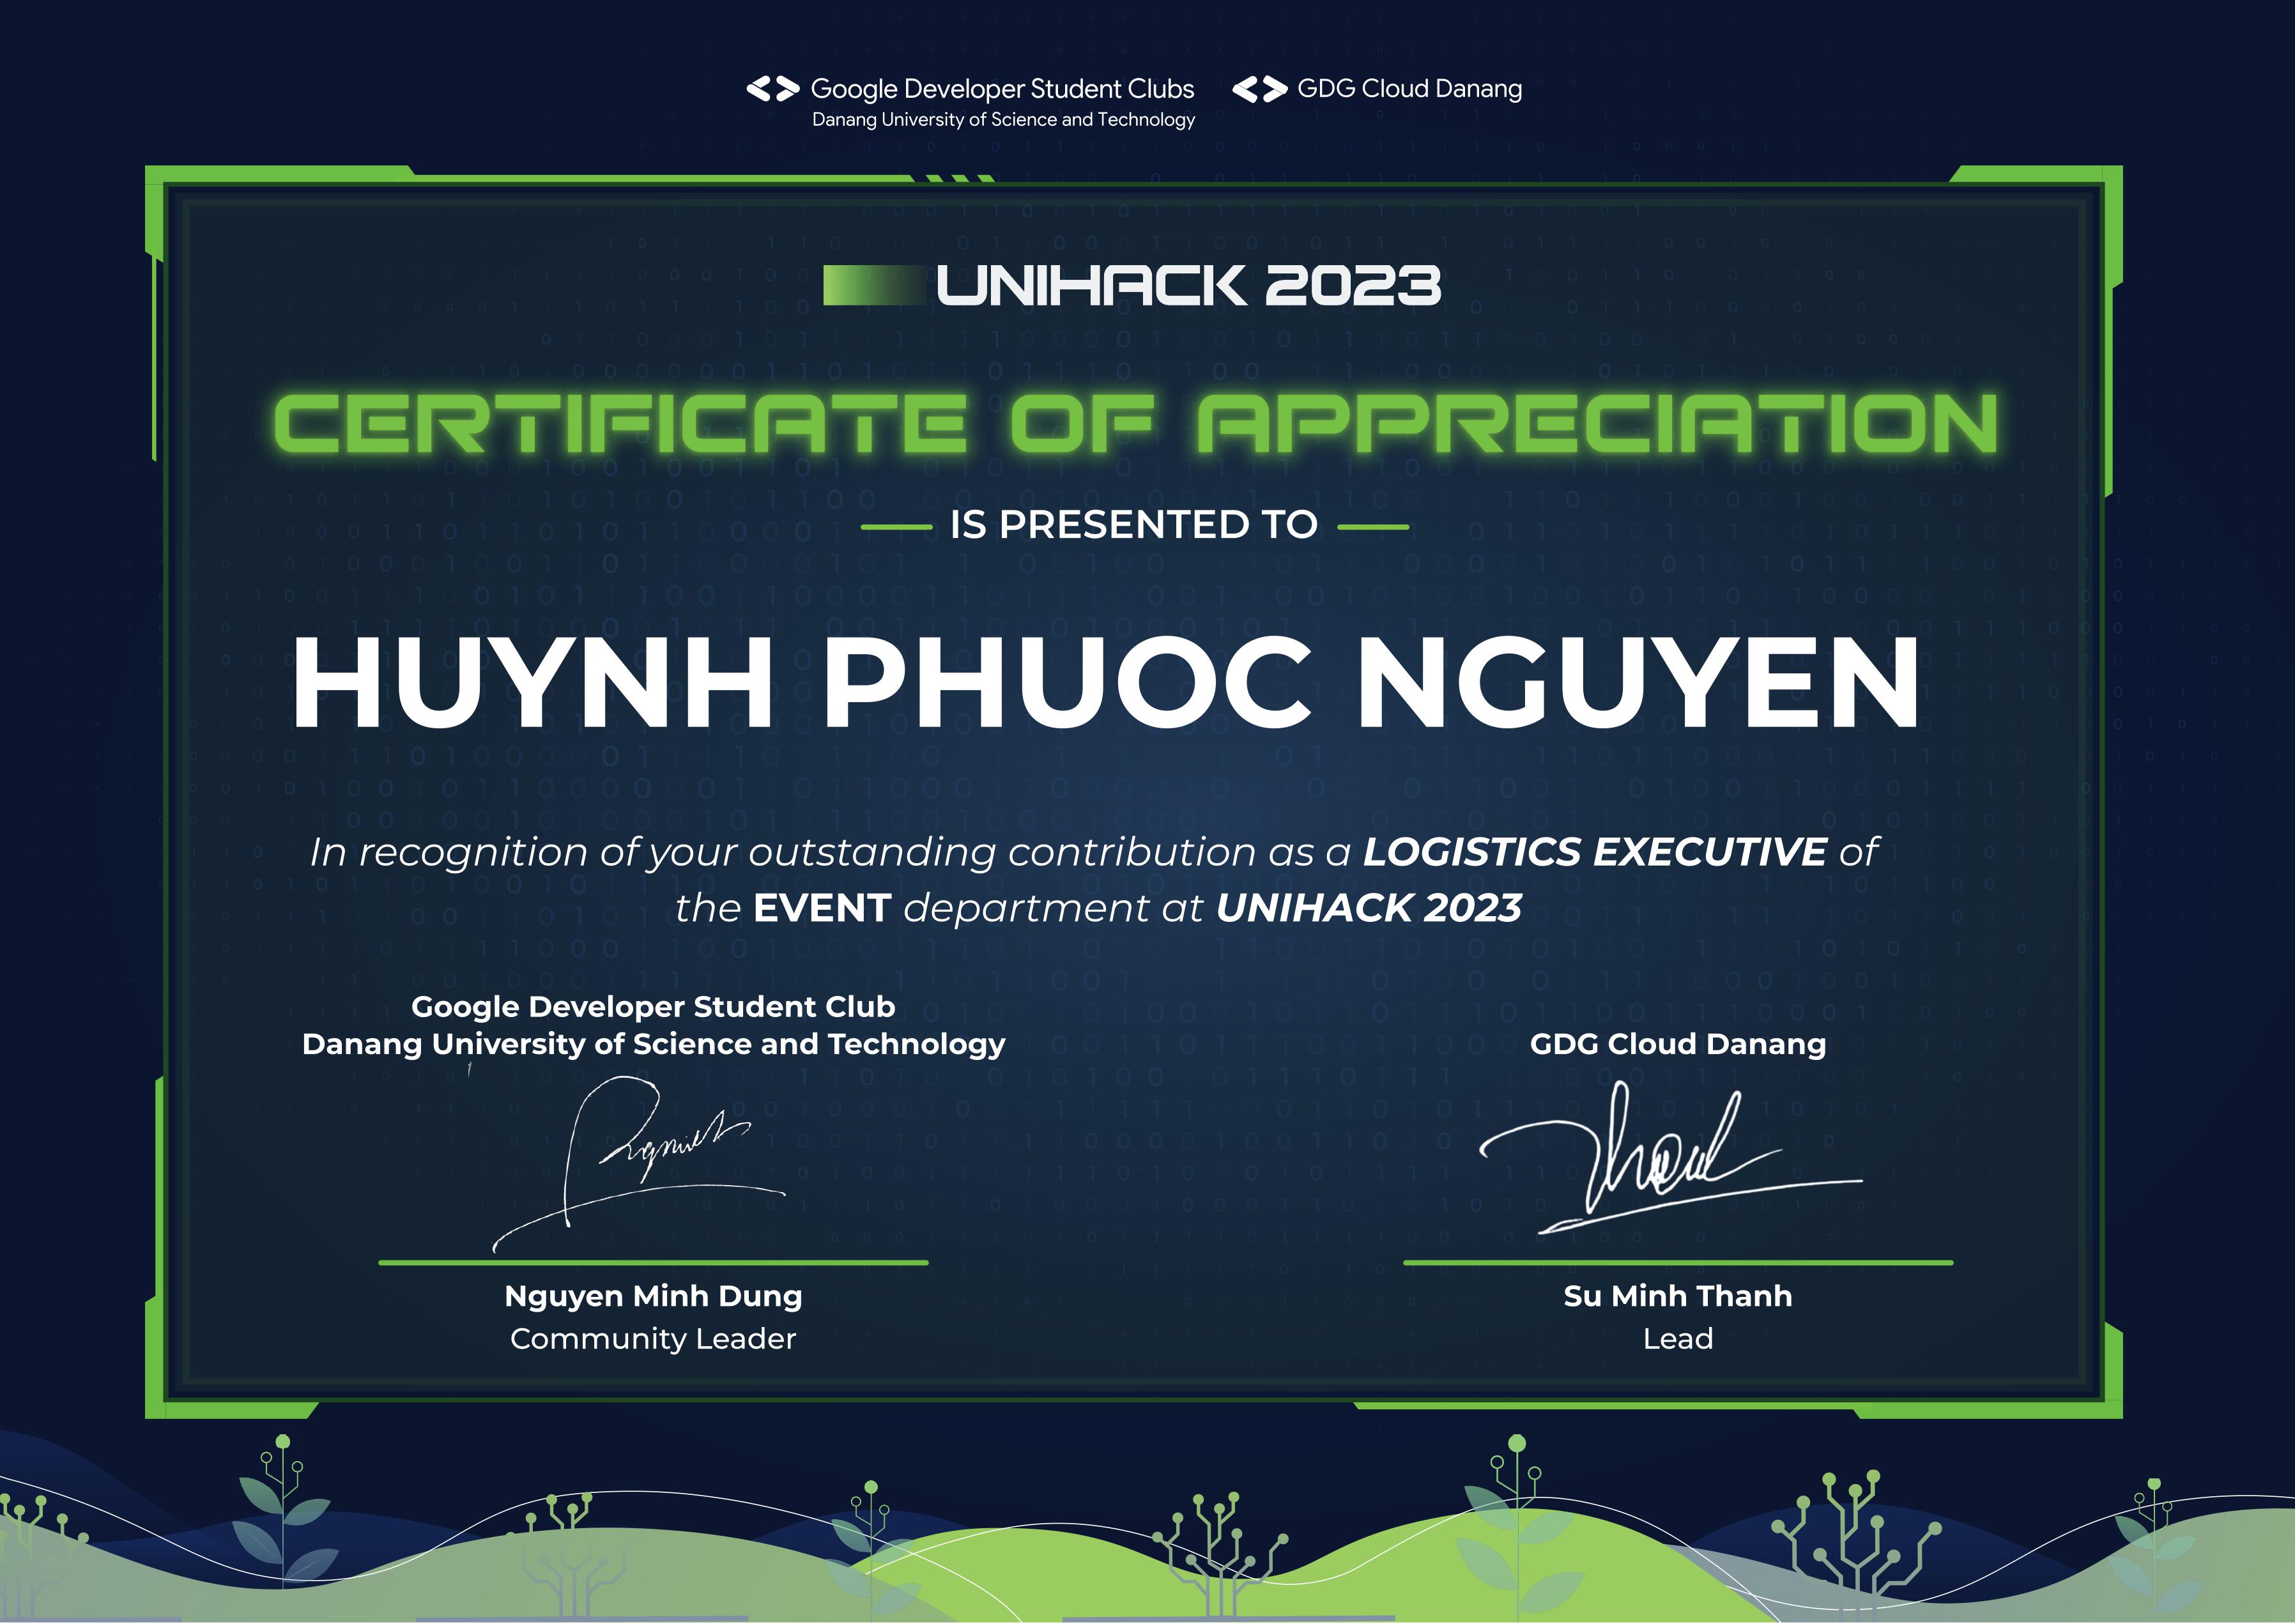 Google Developer Student Clubs
Danang University of Science and Technology
GDG Cloud Danang
UNIHACK 2023
CERTIFICATE OF APPRECIATION
IS PRESENTED TO
HUYNH PHUOC NGUYEN
In recognition of your outstanding contribution as a LOGISTICS EXECUTIVE of
the EVENT department at UNIHACK 2023
Google Developer Student Club
Danang University of Science and Technology
Nguyen Minh Dung
Community Leader
GDG Cloud Danang
Su Minh Thanh
Lead